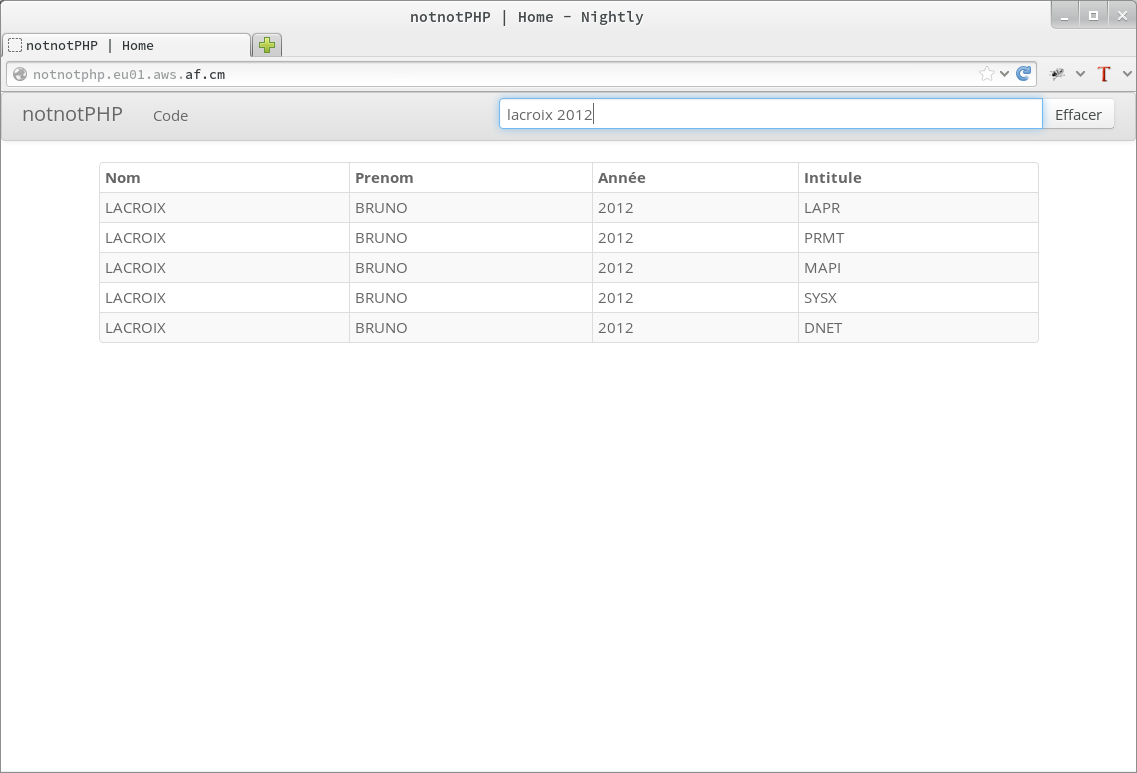 notnotPHP | Home - Nightly
notnotPHP | Home
notnotphp.eu01.aws.af.cm
T
notnotPHP Code lacroix 2012 Effacer
Nom Prenom Année Intitule
LACROIX BRUNO 2012 LAPR
LACROIX BRUNO 2012 PRMT
LACROIX BRUNO 2012 MAPI
LACROIX BRUNO 2012 SYSX
LACROIX BRUNO 2012 DNET